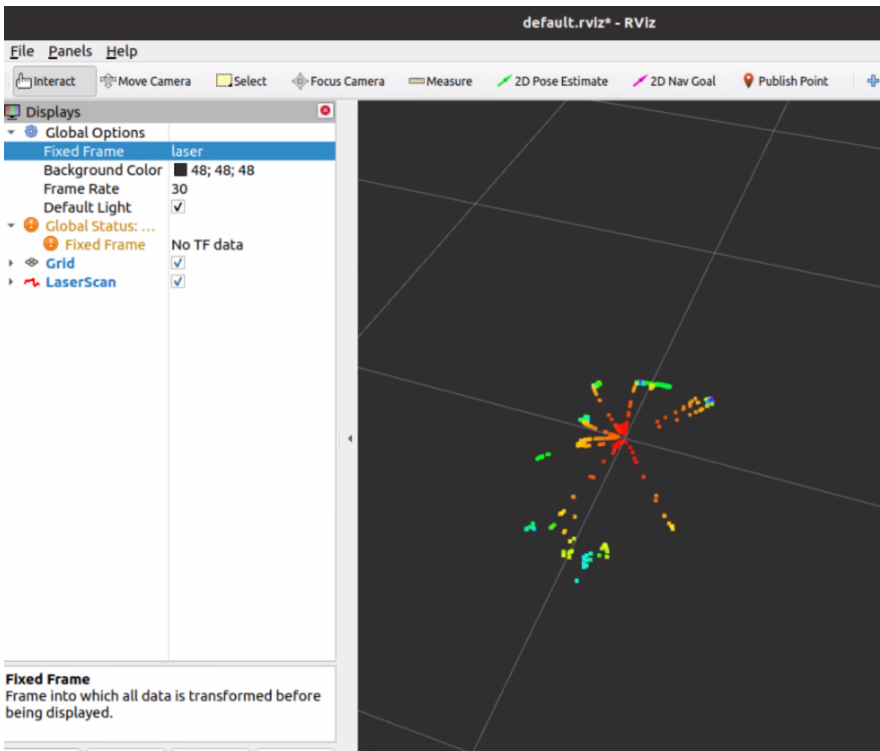 default.rviz* - RViz
File Panels Help
Interact Move Camera Select Focus Camera Measure 2D Pose Estimate 2D Nav Goal Publish Point
Displays
Global Options
Fixed Frame laser
Background Color 48; 48; 48
Frame Rate 30
Default Light
Global Status: ...
Fixed Frame No TF data
Grid
LaserScan
Fixed Frame
Frame into which all data is transformed before
being displayed.